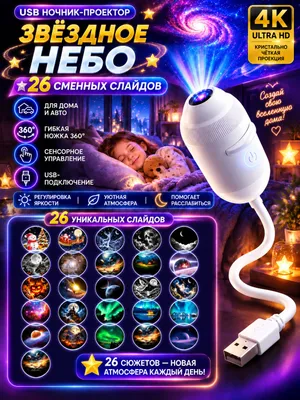 USB НОЧНИК-ПРОЕКТОР
ЗВЁЗДНОЕ
НЕБО
26 СМЕННЫХ СЛАЙДОВ
4K
ULTRA HD
КРИСТАЛЬНО
ЧЁТКАЯ
ПРОЕКЦИЯ
Создай
свою
вселенную
дома!
ДЛЯ ДОМА
И АВТО
360°
ГИБКАЯ
НОЖКА 360°
СЕНСОРНОЕ
УПРАВЛЕНИЕ
USB-
ПОДКЛЮЧЕНИЕ
РЕГУЛИРОВКА
ЯРКОСТИ
УЮТНАЯ
АТМОСФЕРА
ПОМОГАЕТ
РАССЛАБИТЬСЯ
26 УНИКАЛЬНЫХ СЛАЙДОВ
26 СЮЖЕТОВ — НОВАЯ
АТМОСФЕРА КАЖДЫЙ ДЕНЬ!